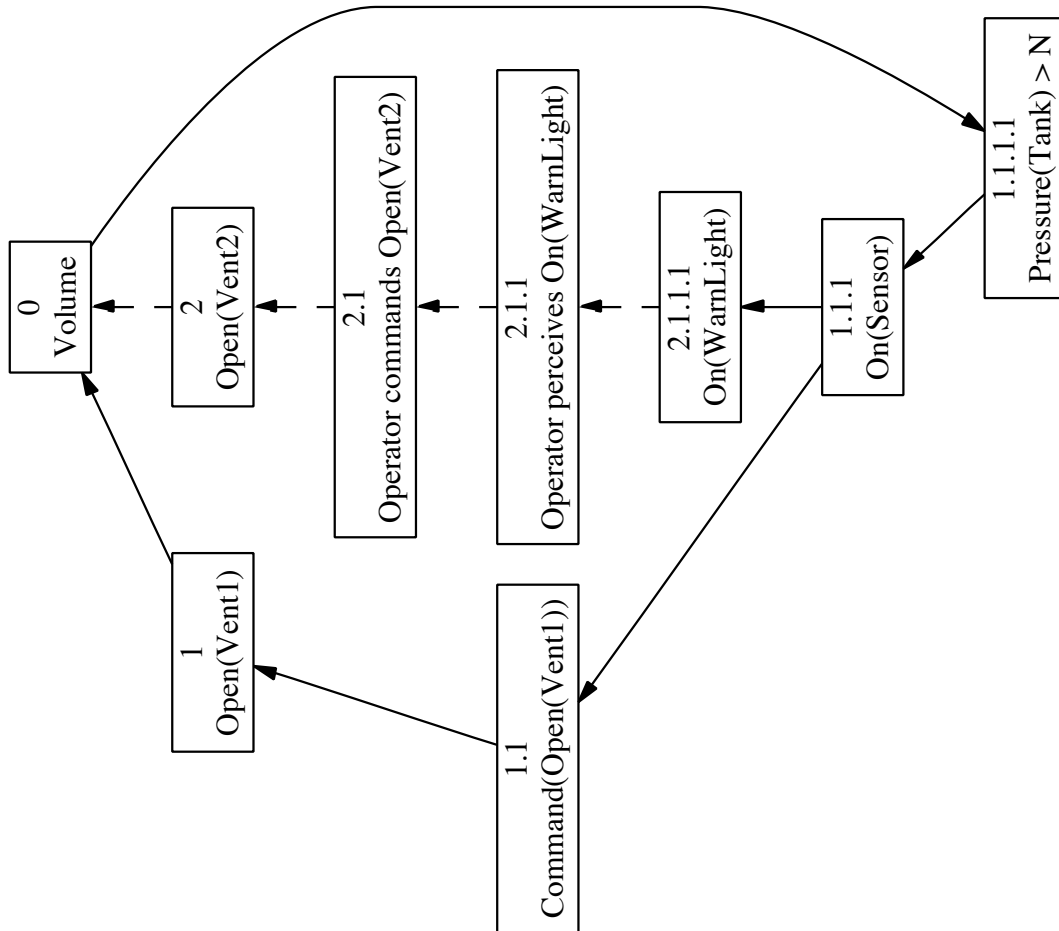 0
Volume
1
Open(Vent1)
2
Open(Vent2)
2.1
Operator commands Open(Vent2)
1.1
Command(Open(Vent1))
2.1.1
Operator perceives On(WarnLight)
2.1.1.1
On(WarnLight)
1.1.1
On(Sensor)
1.1.1.1
Pressure(Tank) > N